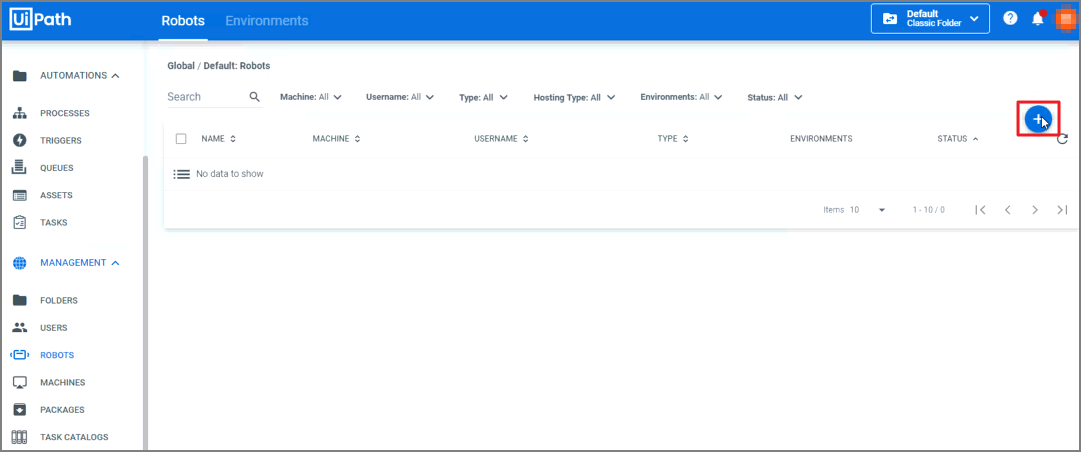 UiPath Robots Environments Default
Classic Folder
AUTOMATIONS
PROCESSES
TRIGGERS
QUEUES
ASSETS
TASKS
MANAGEMENT
FOLDERS
USERS
ROBOTS
MACHINES
PACKAGES
TASK CATALOGS
Global / Default: Robots
Search Machine: All Username: All Type: All Hosting Type: All Environments: All Status: All
NAME MACHINE USERNAME TYPE ENVIRONMENTS STATUS
No data to show
Items 10 1 - 10 / 0